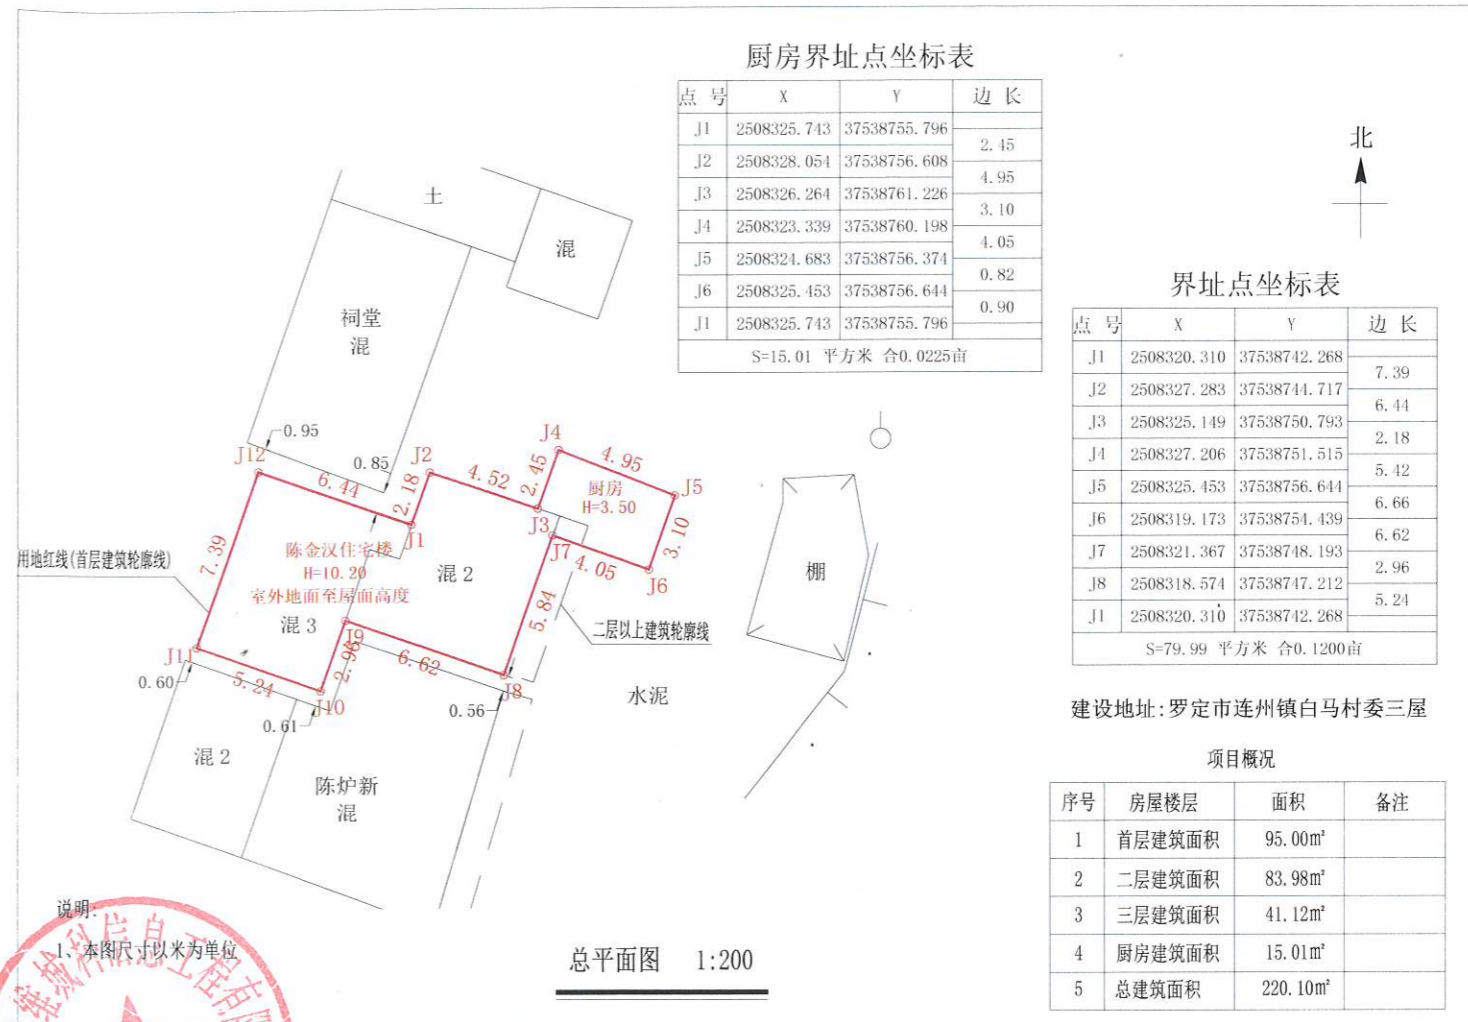 厨房界址点坐标表
点 号 X Y 边 长
J1 2508325.743 37538755.796
2.45
J2 2508328.054 37538756.608
4.95
J3 2508326.264 37538761.226
3.10
J4 2508323.339 37538760.198
4.05
J5 2508324.683 37538756.374
0.82
J6 2508325.453 37538756.644
0.90
J1 2508325.743 37538755.796
S=15.01 平方米 合0.0225亩
北
界址点坐标表
点 号 X Y 边 长
J1 2508320.310 37538742.268
7.39
J2 2508327.283 37538744.717
6.44
J3 2508325.149 37538750.793
2.18
J4 2508327.206 37538751.515
5.42
J5 2508325.453 37538756.644
6.66
J6 2508319.173 37538754.439
6.62
J7 2508321.367 37538748.193
2.96
J8 2508318.574 37538747.212
5.24
J1 2508320.310 37538742.268
S=79.99 平方米 合0.1200亩
土
混
祠堂
混
0.95
0.85
J12
6.44
J2
2.18
4.52
2.45
J4
4.95
J5
厨房
H=3.50
J3
J1
J7
3.10
4.05
J6
7.39
用地红线(首层建筑轮廓线)
陈金汉住宅楼
H=10.20
室外地面至屋面高度
混 3
混 2
5.84
二层以上建筑轮廓线
棚
J9
J11
2.96
6.62
J8
0.60
5.24
J10
0.61
0.56
水泥
混 2
陈炉新
混
建设地址:罗定市连州镇白马村委三屋
项目概况
序号 房屋楼层 面积 备注
1 首层建筑面积 95.00m²
2 二层建筑面积 83.98m²
3 三层建筑面积 41.12m²
4 厨房建筑面积 15.01m²
5 总建筑面积 220.10m²
说明:
1、本图尺寸以米为单位
总平面图 1:200
维城科信息工程有限